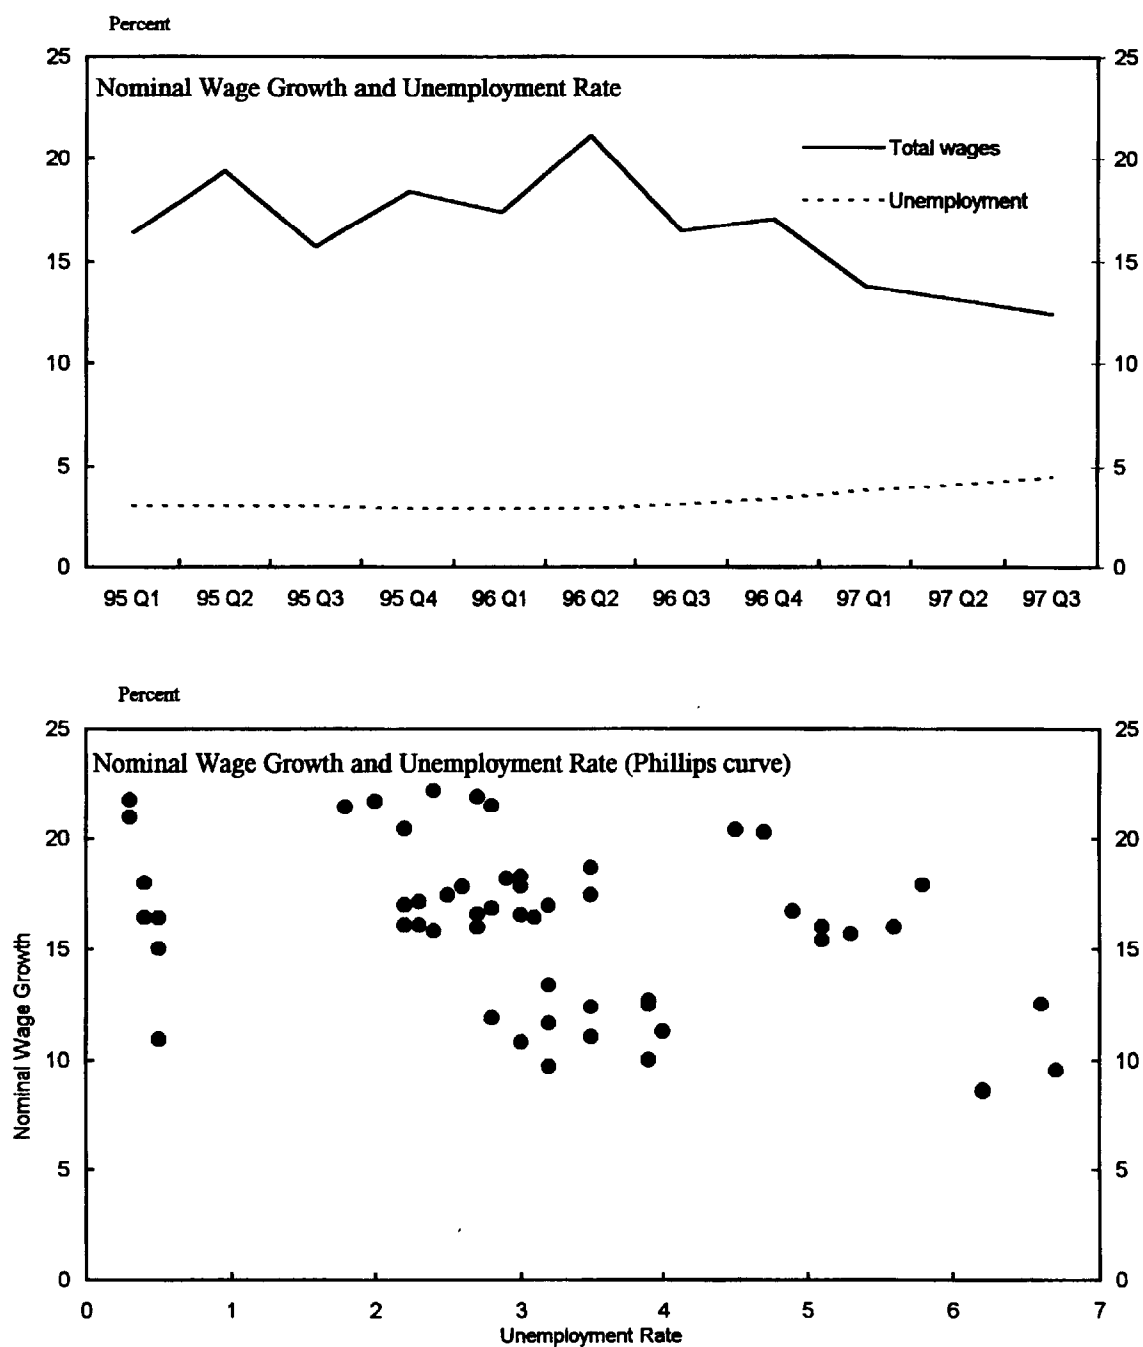 Percent
25 25
Nominal Wage Growth and Unemployment Rate
Total wages
20 20
Unemployment
15 15
10 10
5 5
0 0
95 Q1 95 Q2 95 Q3 95 Q4 96 Q1 96 Q2 96 Q3 96 Q4 97 Q1 97 Q2 97 Q3
Percent
25 25
Nominal Wage Growth and Unemployment Rate (Phillips curve)
20 20
15 15
Nominal Wage Growth
10 10
5 5
0 0
0 1 2 3 4 5 6 7
Unemployment Rate